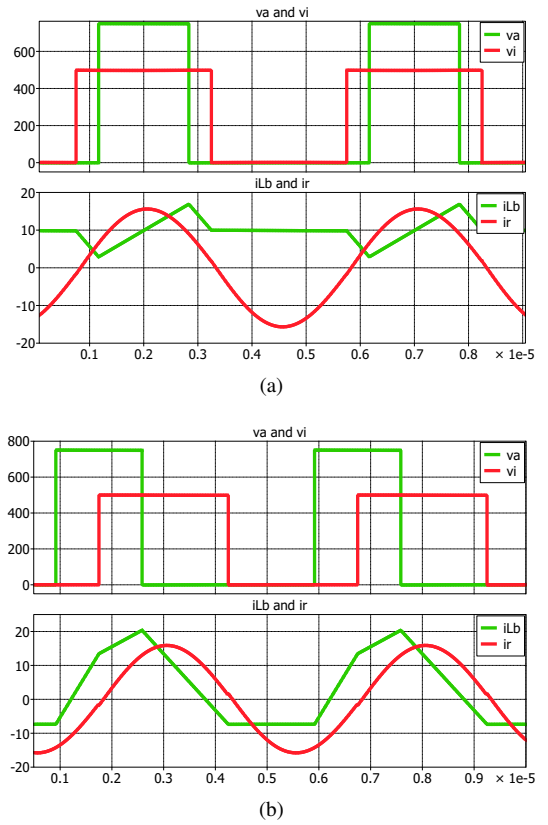 va and vi
va
vi
600
400
200
0
iLb and ir
iLb
ir
20
10
0
-10
-20
0.1 0.2 0.3 0.4 0.5 0.6 0.7 0.8 × 1e-5
(a)
va and vi
va
vi
800
600
400
200
0
iLb and ir
iLb
ir
20
10
0
-10
-20
0.1 0.2 0.3 0.4 0.5 0.6 0.7 0.8 0.9 × 1e-5
(b)